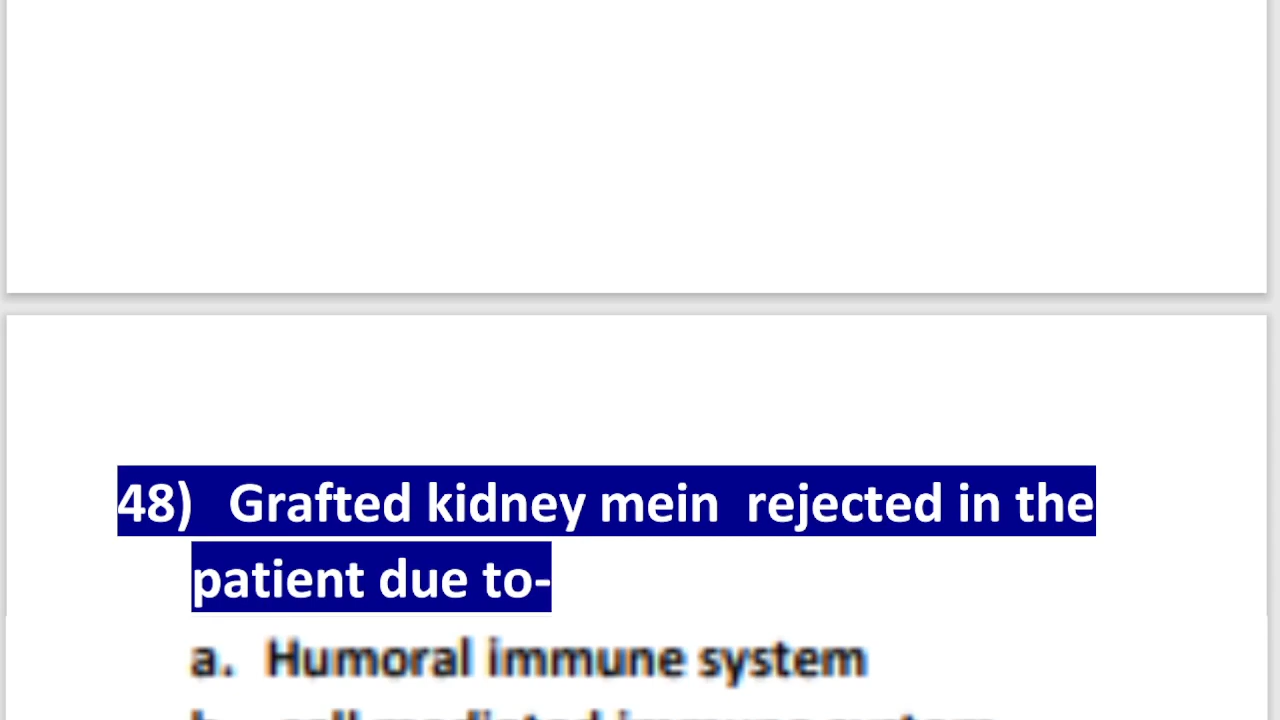 48) Grafted kidney mein rejected in the
patient due to-
a. Humoral immune system